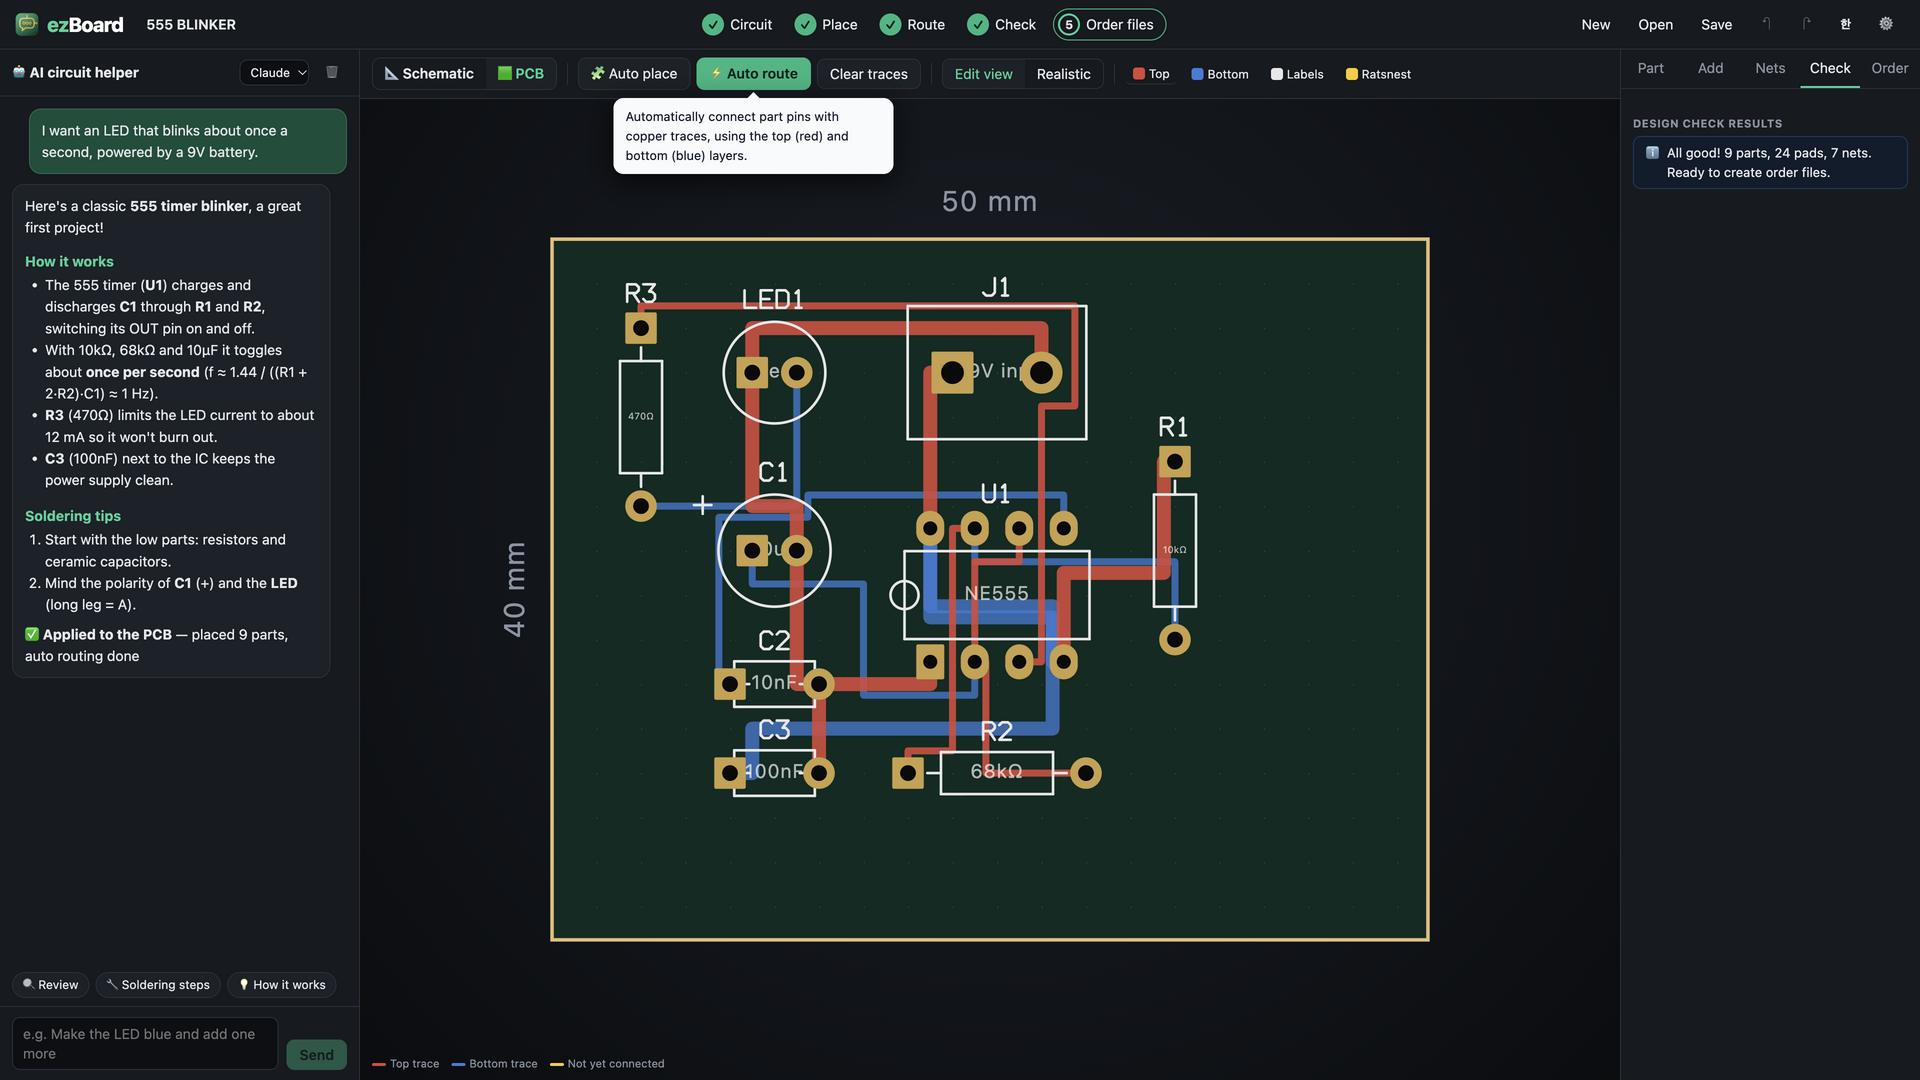 ezBoard
555 BLINKER
Circuit
Place
Route
Check
5 Order files
New
Open
Save
한
AI circuit helper
Claude
Schematic
PCB
Auto place
Auto route
Clear traces
Edit view
Realistic
Top
Bottom
Labels
Ratsnest
Part
Add
Nets
Check
Order
I want an LED that blinks about once a
second, powered by a 9V battery.
Here's a classic 555 timer blinker, a great
first project!
How it works
• The 555 timer (U1) charges and
discharges C1 through R1 and R2,
switching its OUT pin on and off.
• With 10kΩ, 68kΩ and 10µF it toggles
about once per second (f ≈ 1.44 / ((R1 +
2·R2)·C1) ≈ 1 Hz).
• R3 (470Ω) limits the LED current to about
12 mA so it won't burn out.
• C3 (100nF) next to the IC keeps the
power supply clean.
Soldering tips
1. Start with the low parts: resistors and
ceramic capacitors.
2. Mind the polarity of C1 (+) and the LED
(long leg = A).
Applied to the PCB — placed 9 parts,
auto routing done
Review
Soldering steps
How it works
e.g. Make the LED blue and add one
more
Send
Automatically connect part pins with
copper traces, using the top (red) and
bottom (blue) layers.
50 mm
40 mm
R3
470Ω
LED1
J1
9V in
C1
+
U1
NE555
R1
10kΩ
C2
10nF
C3
100nF
R2
68kΩ
Top trace
Bottom trace
Not yet connected
DESIGN CHECK RESULTS
All good! 9 parts, 24 pads, 7 nets.
Ready to create order files.